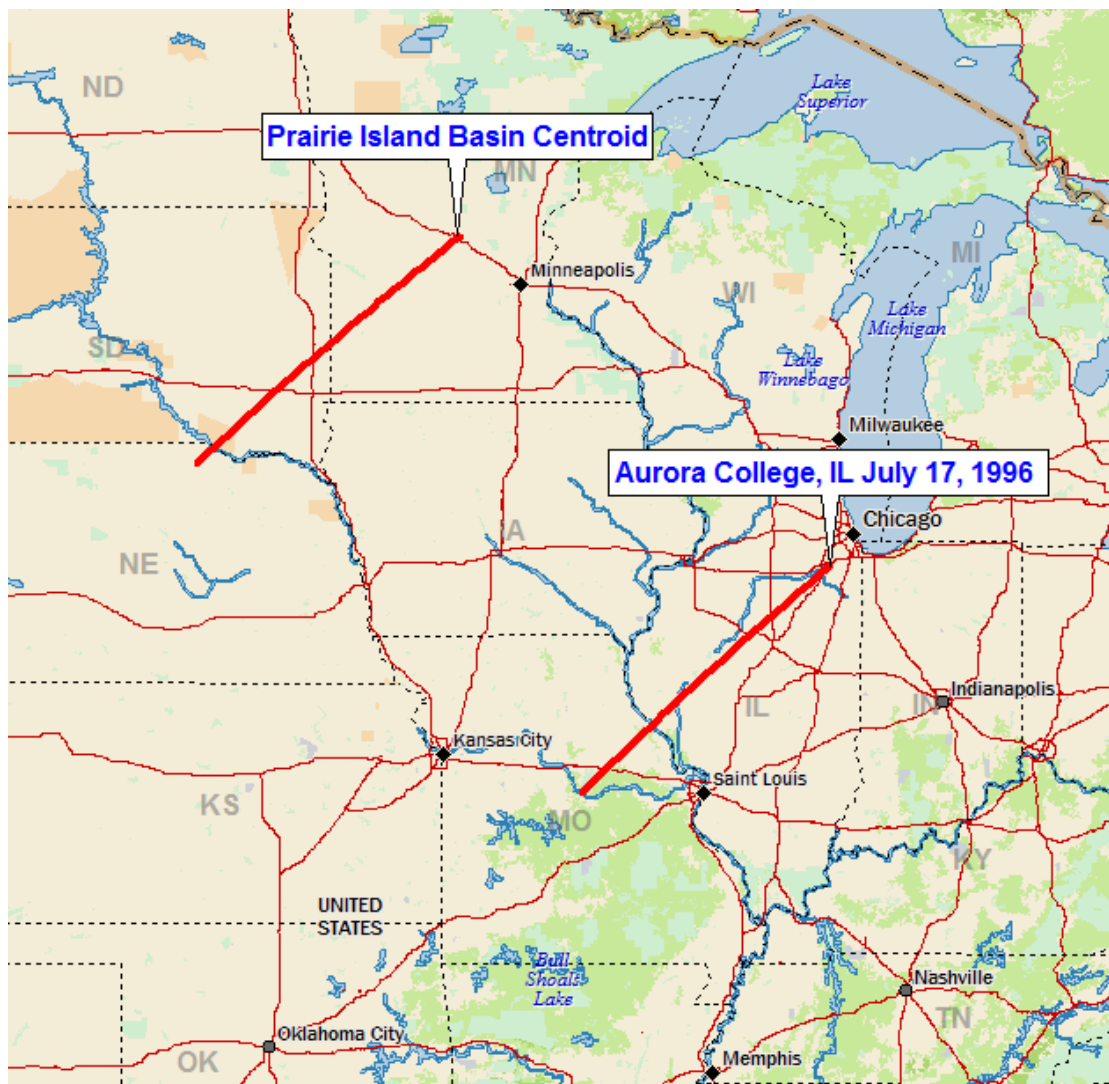 ND
Lake
Superior
Prairie Island Basin Centroid
MN
Minneapolis
MI
WI
Lake
Michigan
SD
Lake
Winnebago
Milwaukee
Aurora College, IL July 17, 1996
Chicago
IA
NE
Indianapolis
IL
IN
Kansas City
Saint Louis
KS
MO
KY
UNITED
STATES
Bull
Shoals
Lake
Nashville
TN
Oklahoma City
OK
Memphis